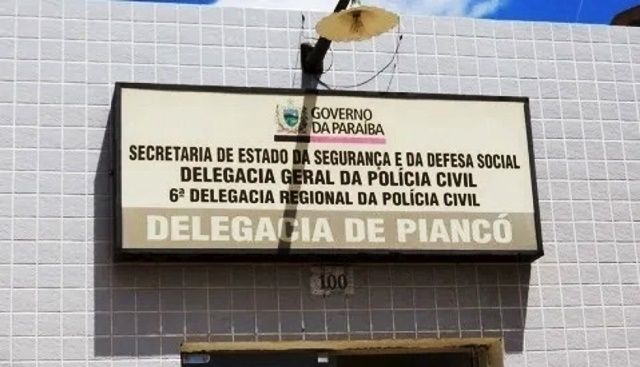 GOVERNO
DA PARAÍBA
SECRETARIA DE ESTADO DA SEGURANÇA E DA DEFESA SOCIAL
DELEGACIA GERAL DA POLÍCIA CIVIL
6ª DELEGACIA REGIONAL DA POLÍCIA CIVIL
DELEGACIA DE PIANCÓ
100